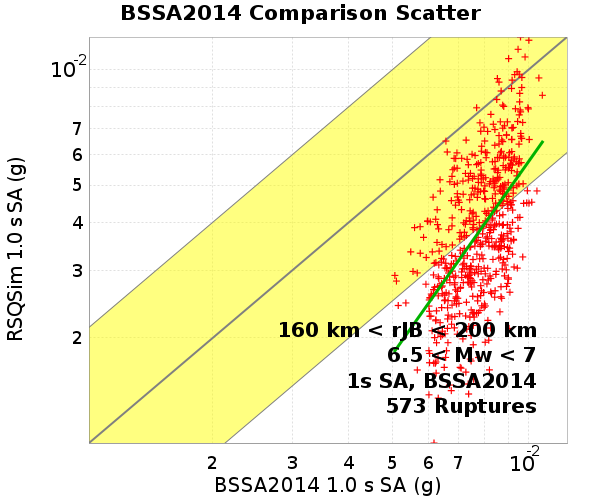 BSSA2014 Comparison Scatter
RSQSim 1.0 s SA (g)
10-2
7
6
5
4
3
2
160 km < rJB < 200 km
6.5 < Mw < 7
1s SA, BSSA2014
573 Ruptures
2 3 4 5 6 7 10-2
BSSA2014 1.0 s SA (g)